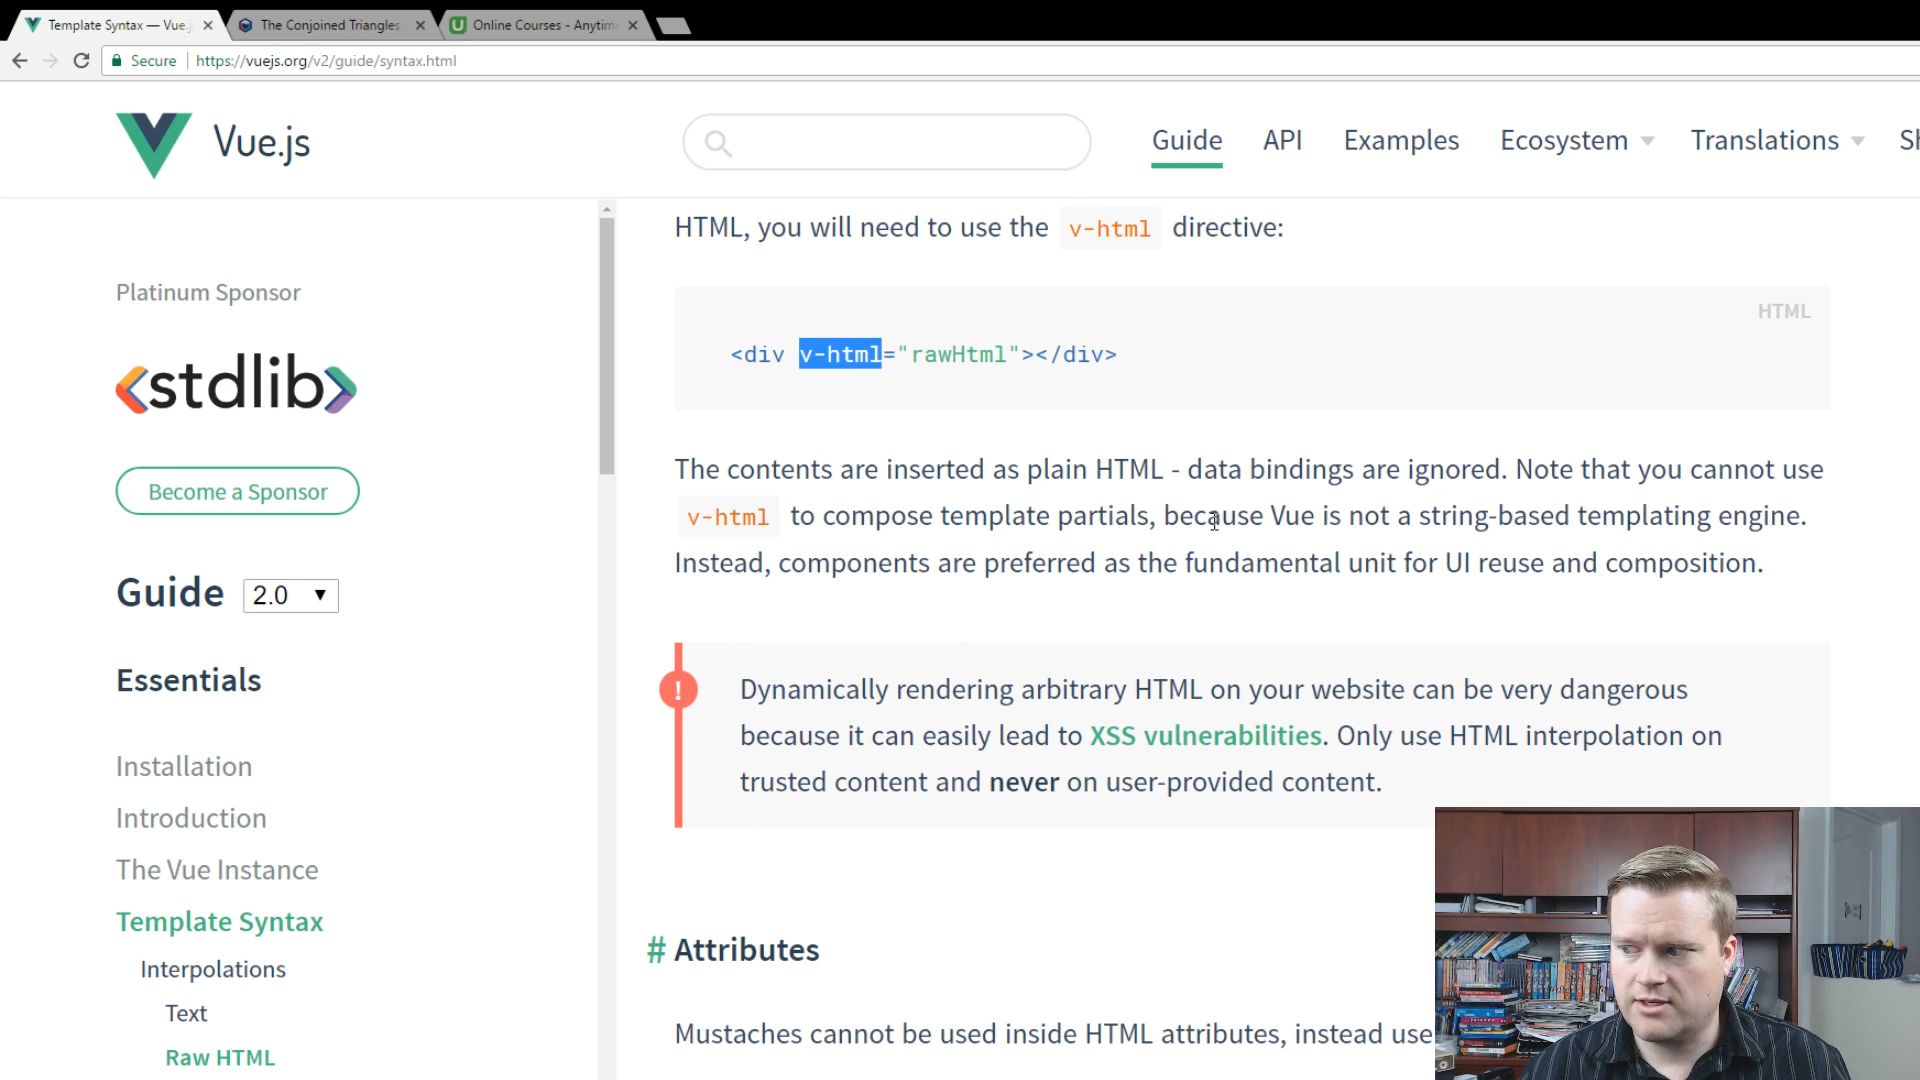 Template Syntax — Vue.j
The Conjoined Triangles
Online Courses - Anytim
Secure
https://vuejs.org/v2/guide/syntax.html
Vue.js
Guide
API
Examples
Ecosystem
Translations
Sh
HTML, you will need to use the v-html directive:
HTML
<div v-html="rawHtml"></div>
The contents are inserted as plain HTML - data bindings are ignored. Note that you cannot use
v-html to compose template partials, because Vue is not a string-based templating engine.
Instead, components are preferred as the fundamental unit for UI reuse and composition.
!
Dynamically rendering arbitrary HTML on your website can be very dangerous
because it can easily lead to XSS vulnerabilities. Only use HTML interpolation on
trusted content and never on user-provided content.
# Attributes
Mustaches cannot be used inside HTML attributes, instead use
Platinum Sponsor
<stdlib>
Become a Sponsor
Guide 2.0
Essentials
Installation
Introduction
The Vue Instance
Template Syntax
Interpolations
Text
Raw HTML